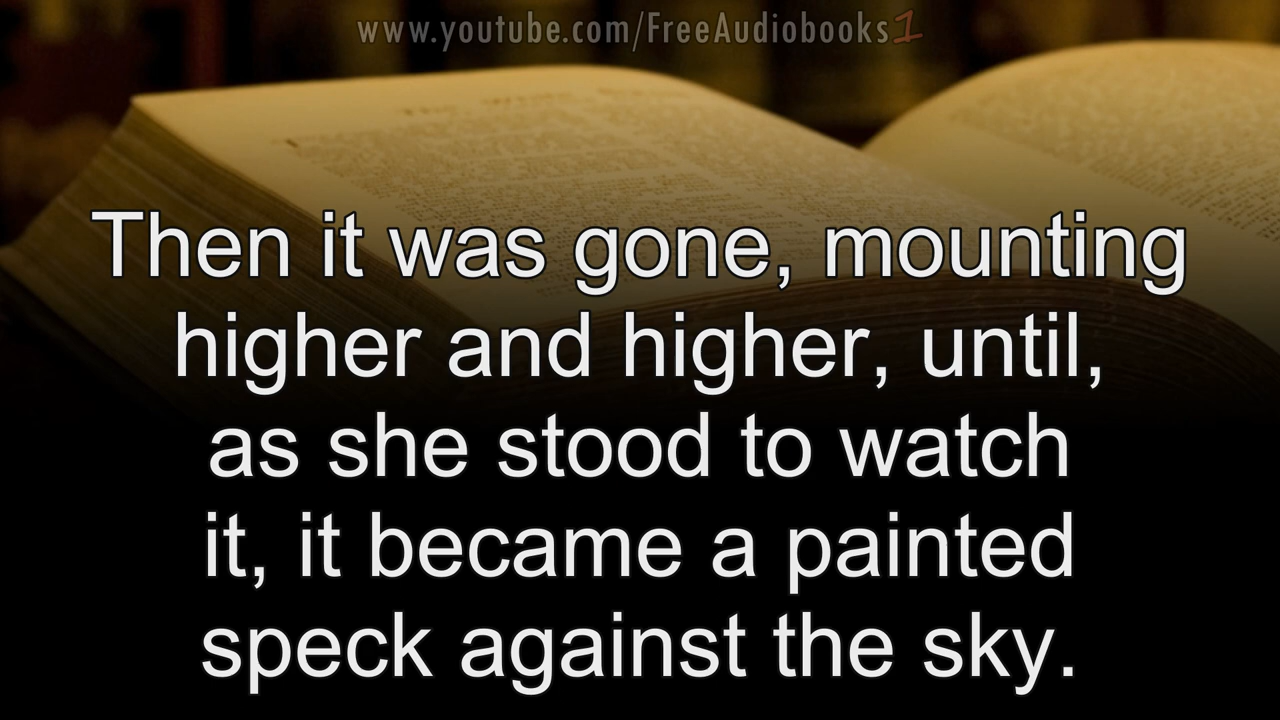 www.youtube.com/FreeAudiobooks1
Then it was gone, mounting
higher and higher, until,
as she stood to watch
it, it became a painted
speck against the sky.